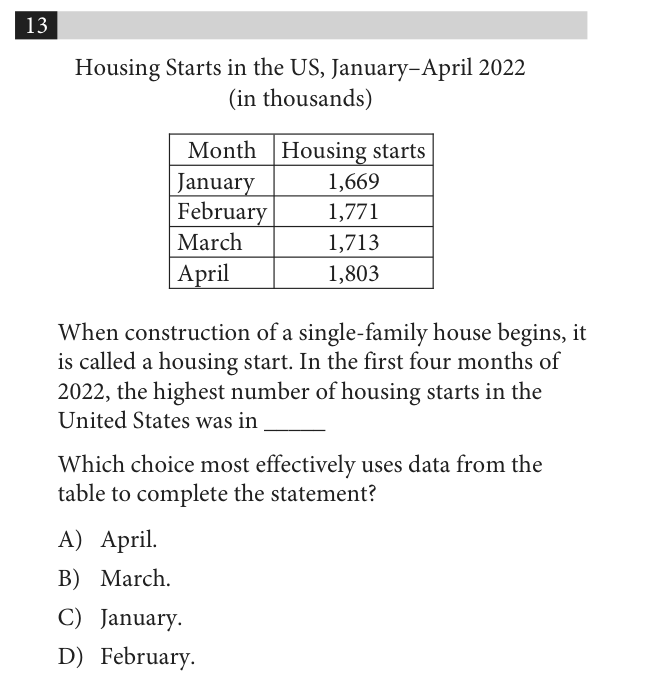 13
Housing Starts in the US, January–April 2022
(in thousands)
Month Housing starts
January 1,669
February 1,771
March 1,713
April 1,803
When construction of a single-family house begins, it
is called a housing start. In the first four months of
2022, the highest number of housing starts in the
United States was in _____
Which choice most effectively uses data from the
table to complete the statement?
A) April.
B) March.
C) January.
D) February.